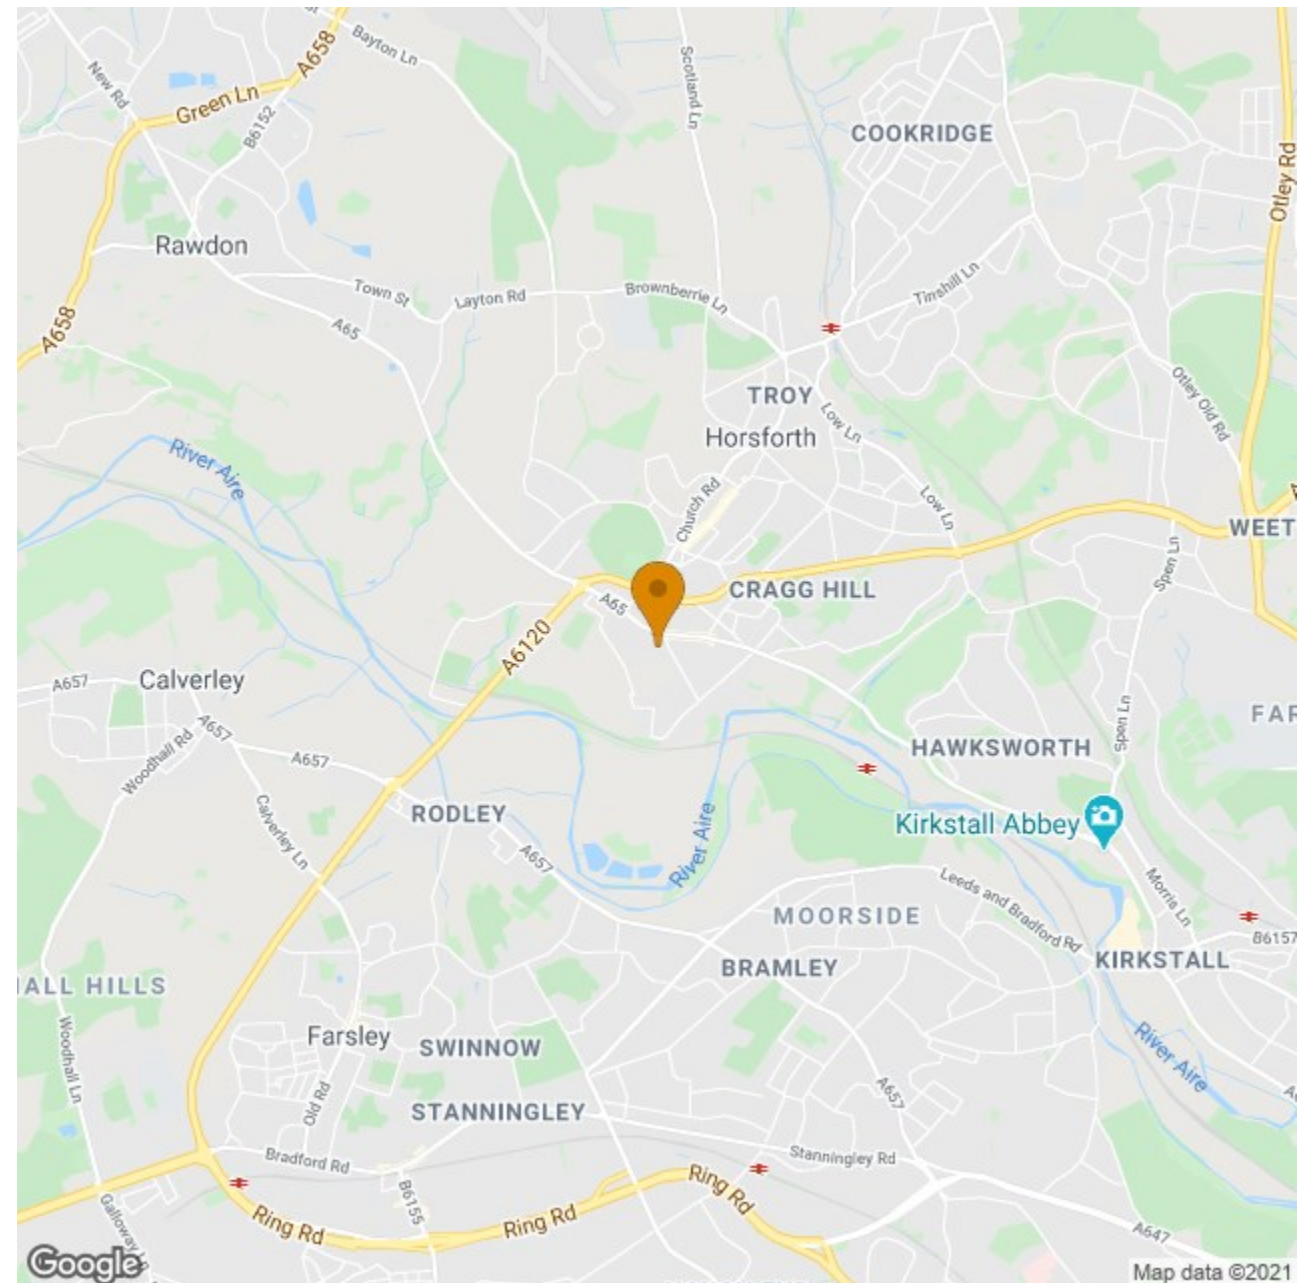 Bayton Ln
A658
New Rd
Green Ln
B6152
Scotland Ln
COOKRIDGE
Otley Rd
Rawdon
Town St
Layton Rd
Brownberrie Ln
Tinshill Ln
A658
A65
TROY
Otley Old Rd
Horsforth
Low Ln
River Aire
Church Rd
Low Ln
WEET
Spen Ln
A65
CRAGG HILL
A6120
A657
Calverley
A657
Woodhall Rd
A657
Spen Ln
FAR
HAWKSWORTH
Calverley Ln
RODLEY
River Aire
Kirkstall Abbey
A657
Leeds and Bradford Rd
Morris Ln
MOORSIDE
B6157
BRAMLEY
KIRKSTALL
HALL HILLS
Woodhall Ln
Farsley
SWINNOW
River Aire
Old Rd
STANNINGLEY
A657
Bradford Rd
Stanningley Rd
B6155
Ring Rd
Galloway Ln
Ring Rd
Ring Rd
A647
Google
Map data ©2021